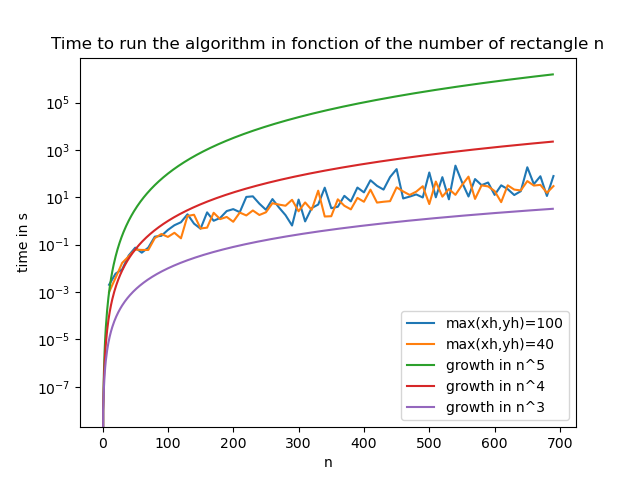 Time to run the algorithm in fonction of the number of rectangle n
time in s
10^5
10^3
10^1
10^−1
10^−3
10^−5
10^−7
max(xh,yh)=100
max(xh,yh)=40
growth in n^5
growth in n^4
growth in n^3
0 100 200 300 400 500 600 700
n